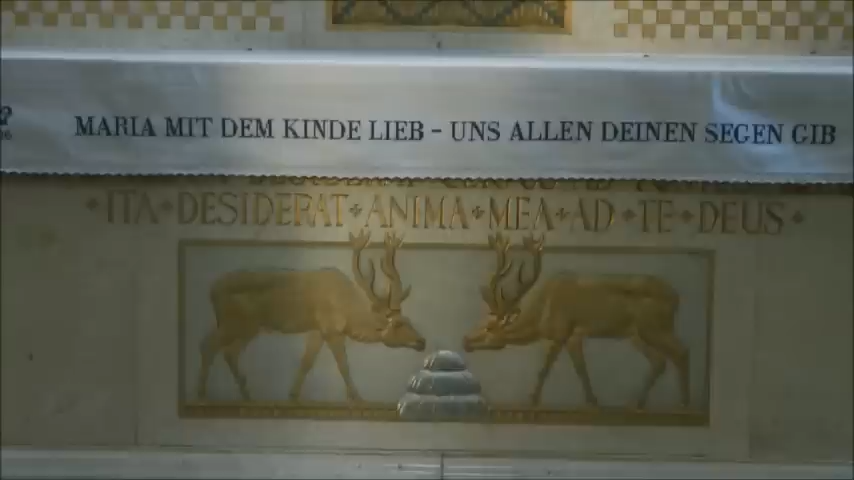 MARIA MIT DEM KINDE LIEB - UNS ALLEN DEINEN SEGEN GIB
ITA DESIDERAT ANIMA MEA AD TE DEUS